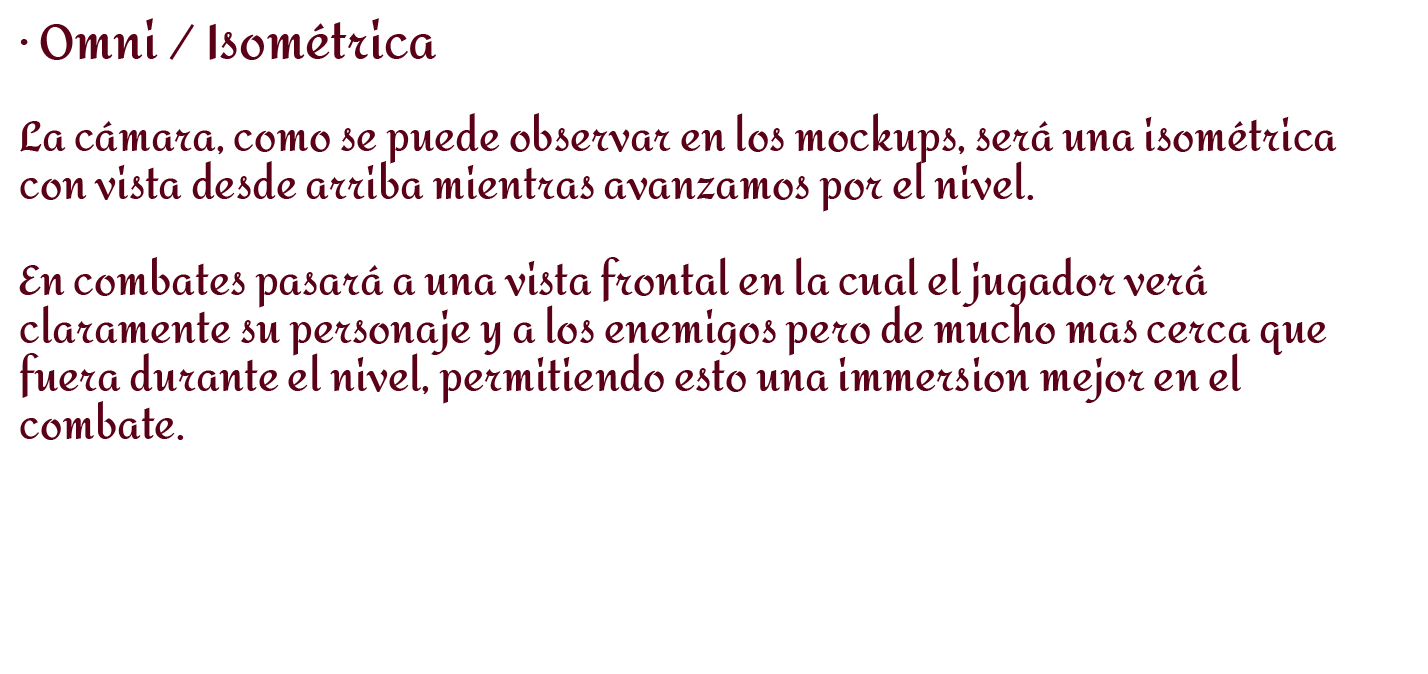 · Omni / Isométrica
La cámara, como se puede observar en los mockups, será una isométrica
con vista desde arriba mientras avanzamos por el nivel.
En combates pasará a una vista frontal en la cual el jugador verá
claramente su personaje y a los enemigos pero de mucho mas cerca que
fuera durante el nivel, permitiendo esto una immersion mejor en el
combate.